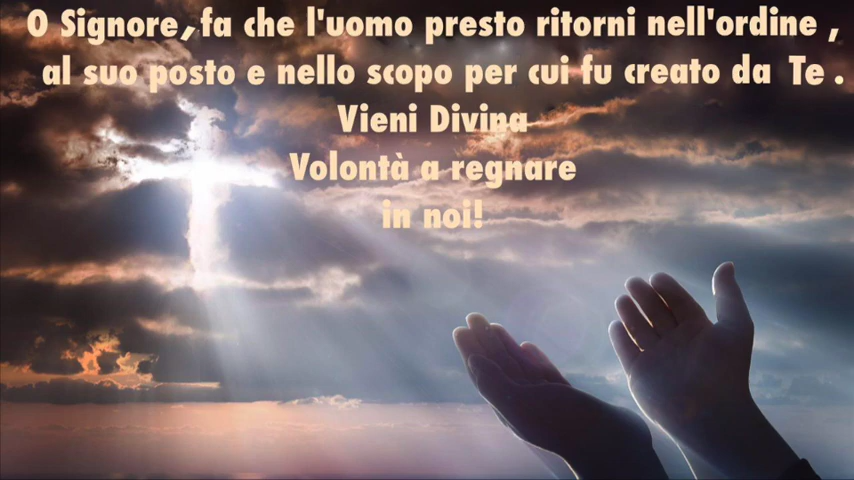 O Signore, fa che l'uomo presto ritorni nell'ordine ,
al suo posto e nello scopo per cui fu creato da Te .
Vieni Divina
Volontà a regnare
in noi!